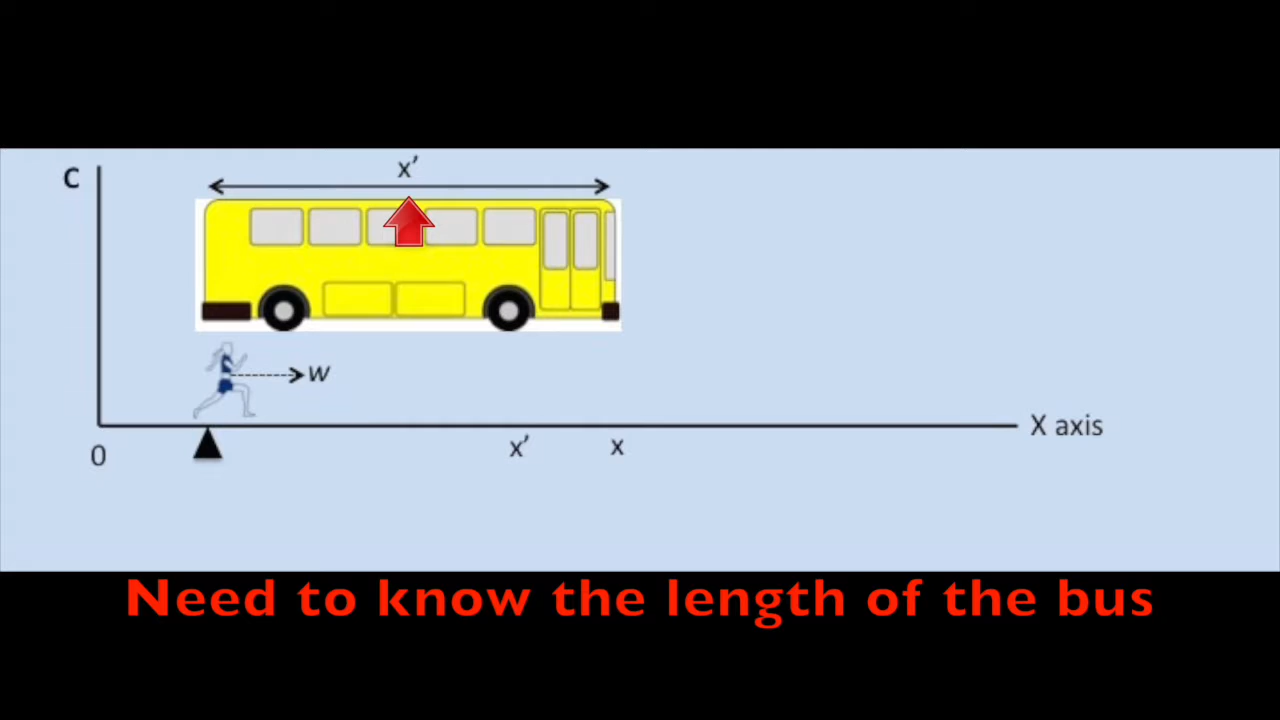 x’
C
w
X axis
0
x’
x
Need to know the length of the bus